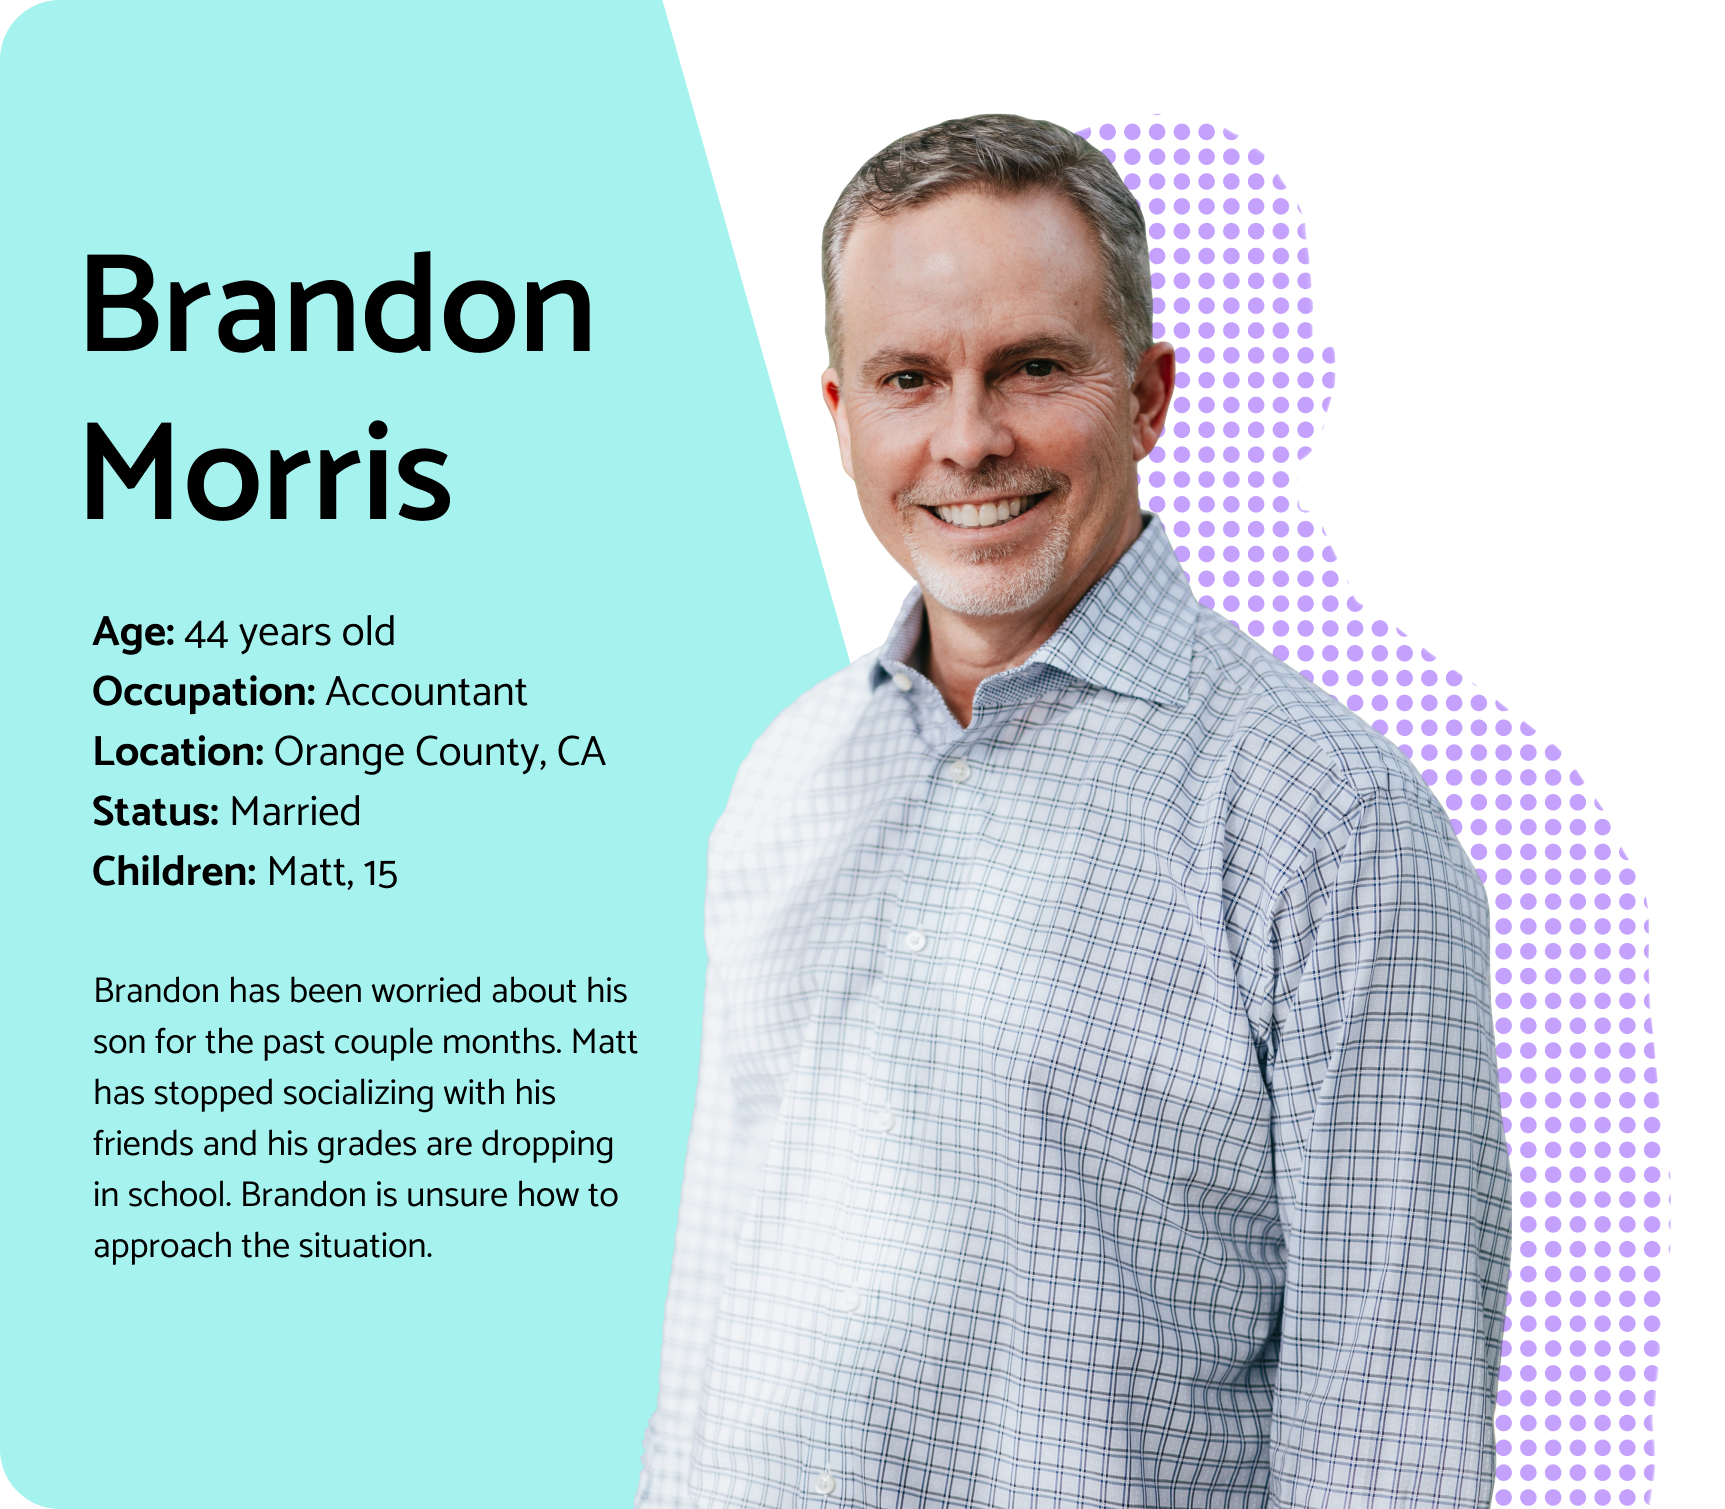 Brandon
Morris
Age: 44 years old
Occupation: Accountant
Location: Orange County, CA
Status: Married
Children: Matt, 15
Brandon has been worried about his
son for the past couple months. Matt
has stopped socializing with his
friends and his grades are dropping
in school. Brandon is unsure how to
approach the situation.